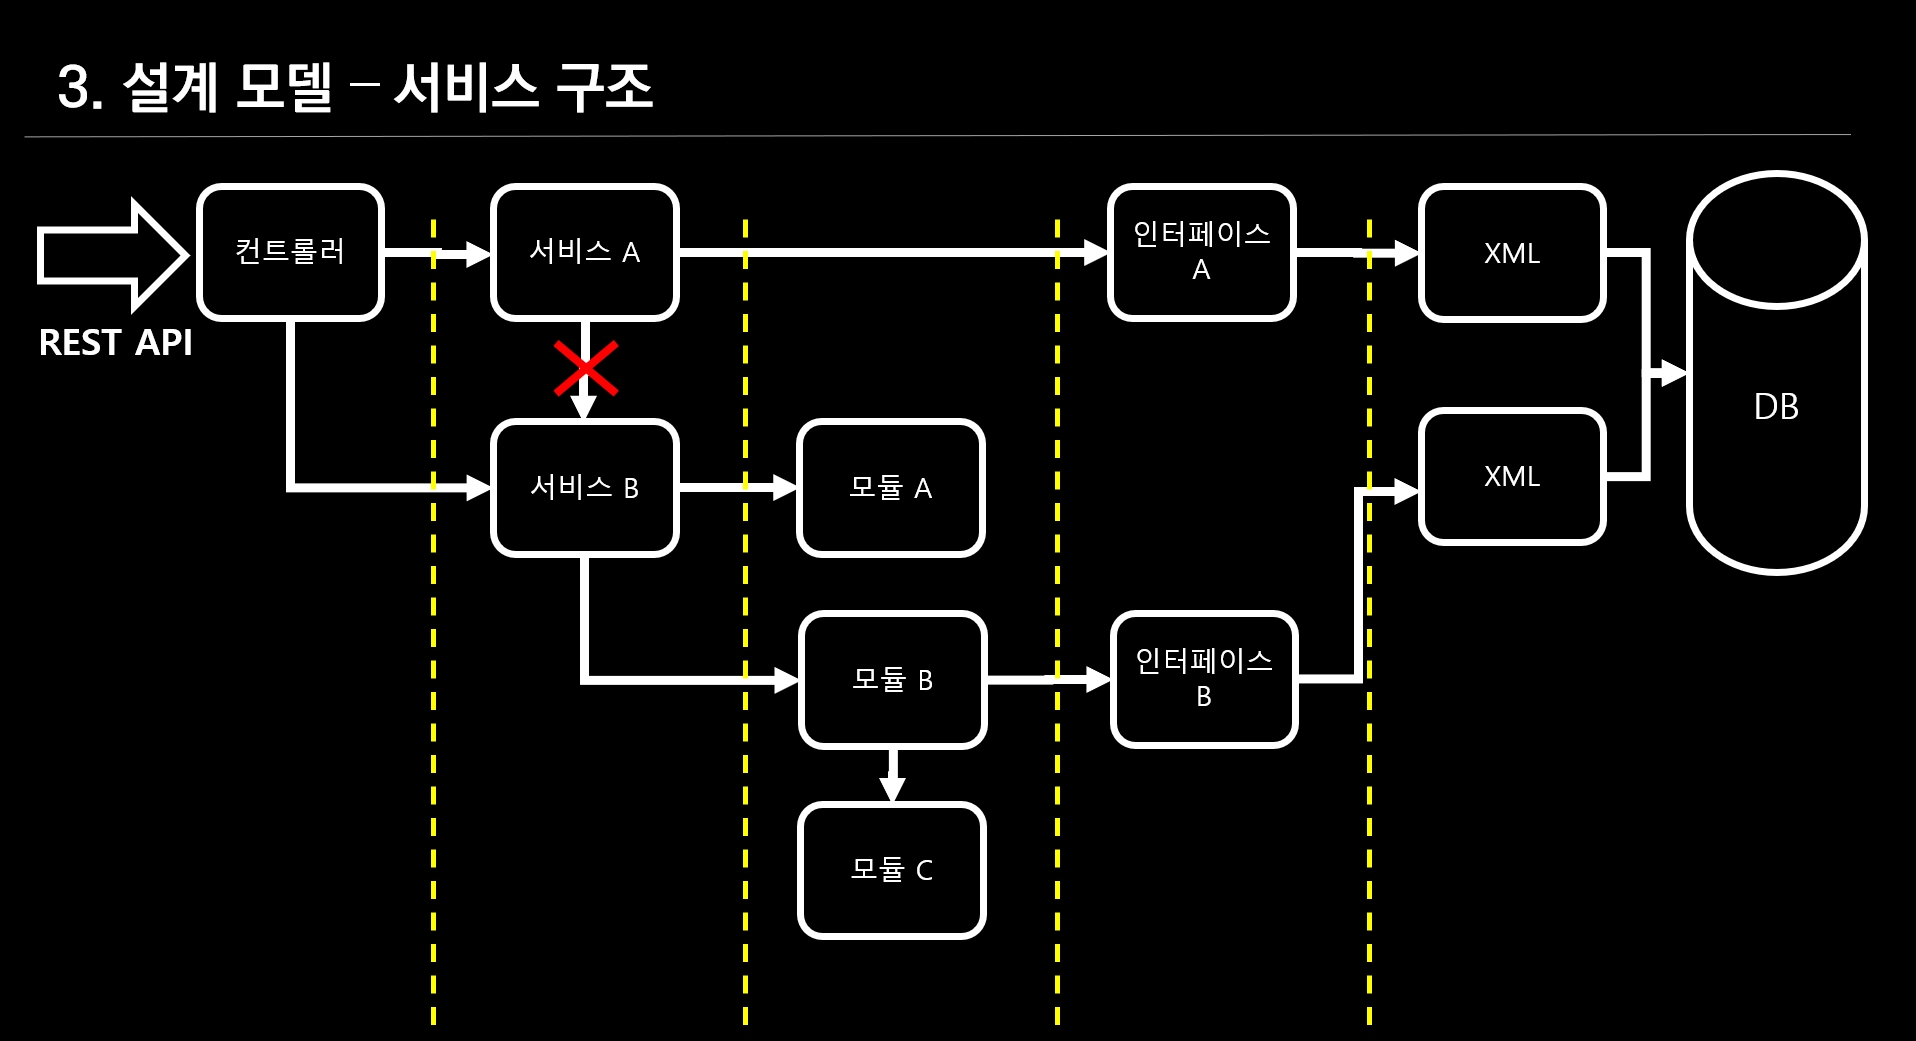 3. 설계 모델 – 서비스 구조
컨트롤러
서비스 A
인터페이스
A
XML
REST API
DB
서비스 B
모듈 A
XML
모듈 B
인터페이스
B
모듈 C